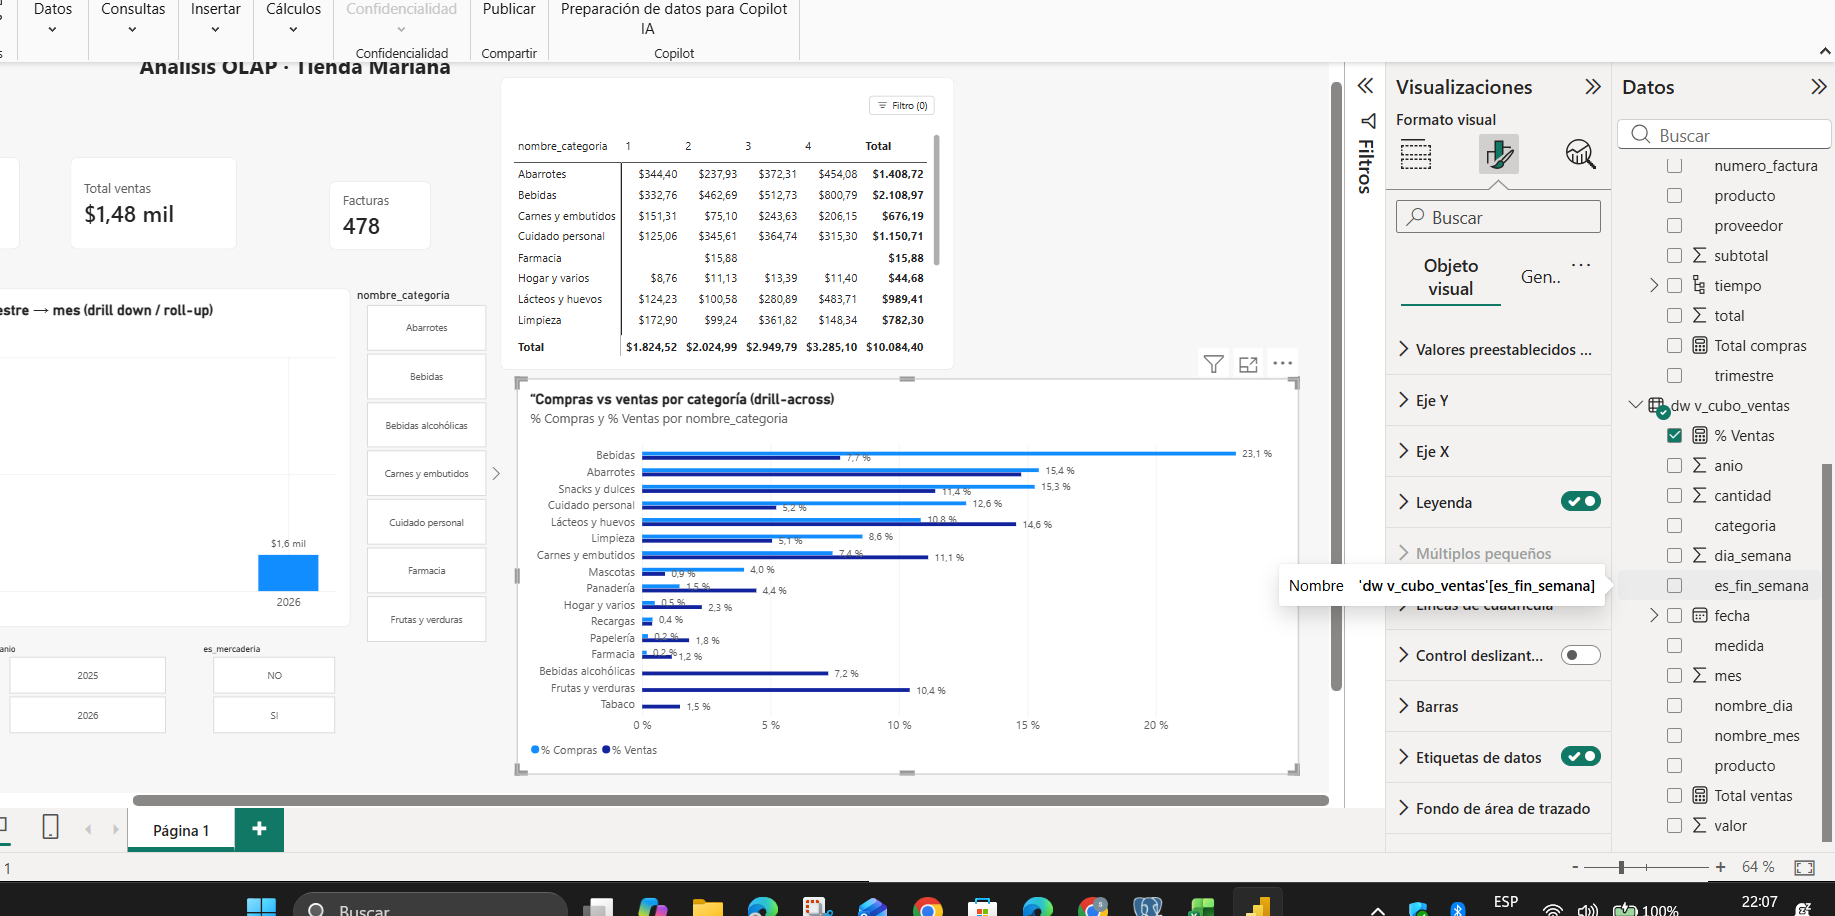 Datos
Consultas
Insertar
Cálculos
Confidencialidad
Publicar
Preparación de datos para Copilot
IA
Confidencialidad
Compartir
Copilot
Análisis OLAP · Tienda Mariana
Total ventas
$1,48 mil
Facturas
478
Filtro (0)
nombre_categoria 1 2 3 4 Total
Abarrotes $344,40 $237,93 $372,31 $454,08 $1.408,72
Bebidas $332,76 $462,69 $512,73 $800,79 $2.108,97
Carnes y embutidos $151,31 $75,10 $243,63 $206,15 $676,19
Cuidado personal $125,06 $345,61 $364,74 $315,30 $1.150,71
Farmacia $15,88 $15,88
Hogar y varios $8,76 $11,13 $13,39 $11,40 $44,68
Lácteos y huevos $124,23 $100,58 $280,89 $483,71 $989,41
Limpieza $172,90 $99,24 $361,82 $148,34 $782,30
Total $1.824,52 $2.024,99 $2.949,79 $3.285,10 $10.084,40
estre → mes (drill down / roll-up)
$1,6 mil
2026
nombre_categoria
Abarrotes
Bebidas
Bebidas alcohólicas
Carnes y embutidos
Cuidado personal
Farmacia
Frutas y verduras
anio
2025
2026
es_mercaderia
NO
SI
"Compras vs ventas por categoría (drill-across)
% Compras y % Ventas por nombre_categoria
Bebidas 23,1 %
7,7 %
Abarrotes 15,4 %
Snacks y dulces 15,3 %
11,4 %
Cuidado personal 12,6 %
5,2 %
Lácteos y huevos 10,8 %
14,6 %
Limpieza 8,6 %
5,1 %
Carnes y embutidos 7,4 %
11,1 %
Mascotas 4,0 %
0,9 %
Panadería 1,5 %
4,4 %
Hogar y varios 0,5 %
2,3 %
Recargas 0,4 %
Papelería 0,2 %
1,8 %
Farmacia 0,2 %
1,2 %
Bebidas alcohólicas 7,2 %
Frutas y verduras 10,4 %
Tabaco 1,5 %
0 % 5 % 10 % 15 % 20 %
% Compras % Ventas
Filtros
Visualizaciones
Formato visual
Buscar
Objeto visual
Gen..
Valores preestablecidos ...
Eje Y
Eje X
Leyenda
Múltiplos pequeños
Líneas de cuadrícula
Control deslizant...
Barras
Etiquetas de datos
Fondo de área de trazado
Nombre 'dw v_cubo_ventas'[es_fin_semana]
Datos
Buscar
numero_factura
producto
proveedor
subtotal
tiempo
total
Total compras
trimestre
dw v_cubo_ventas
% Ventas
anio
cantidad
categoria
dia_semana
es_fin_semana
fecha
medida
mes
nombre_dia
nombre_mes
producto
Total ventas
valor
Página 1
1
- + 64 %
Buscar
ESP
100%
22:07